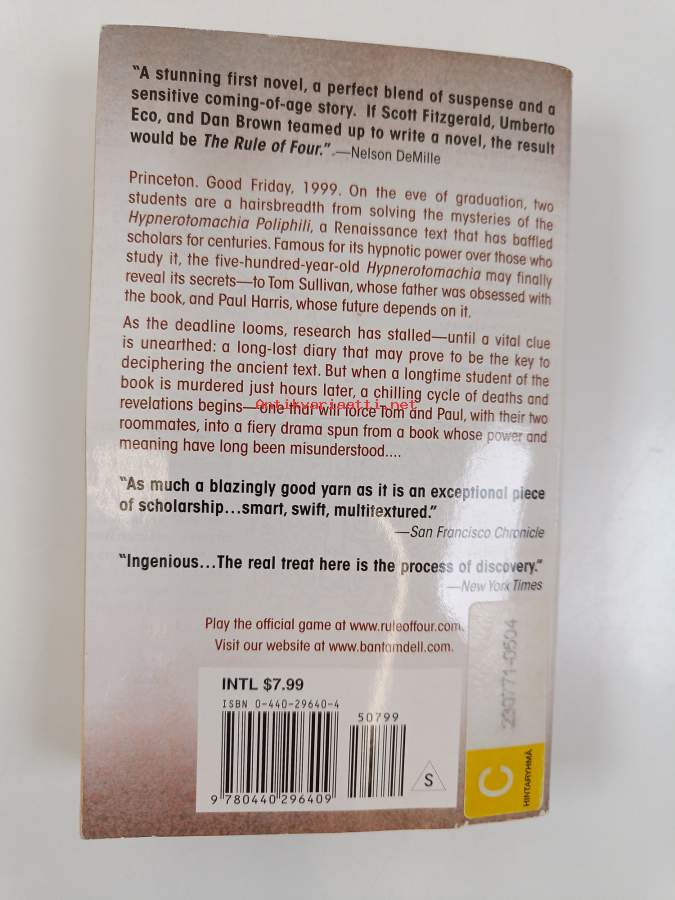 “A stunning first novel, a perfect blend of suspense and a
sensitive coming-of-age story. If Scott Fitzgerald, Umberto
Eco, and Dan Brown teamed up to write a novel, the result
would be The Rule of Four.” —Nelson DeMille
Princeton. Good Friday, 1999. On the eve of graduation, two
students are a hairsbreadth from solving the mysteries of the
Hypnerotomachia Poliphili, a Renaissance text that has baffled
scholars for centuries. Famous for its hypnotic power over those who
study it, the five-hundred-year-old Hypnerotomachia may finally
reveal its secrets—to Tom Sullivan, whose father was obsessed with
the book, and Paul Harris, whose future depends on it.
As the deadline looms, research has stalled—until a vital clue
is unearthed: a long-lost diary that may prove to be the key to
deciphering the ancient text. But when a longtime student of the
book is murdered just hours later, a chilling cycle of deaths and
Antikvariaatti.net
revelations begins—one that will force Tom and Paul, with their two
roommates, into a fiery drama spun from a book whose power and
meaning have long been misunderstood....
“As much a blazingly good yarn as it is an exceptional piece
of scholarship...smart, swift, multitextured.”
—San Francisco Chronicle
“Ingenious...The real treat here is the process of discovery.”
—New York Times
Play the official game at www.ruleoffour.com.
Visit our website at www.bantamdell.com.
INTL $7.99
ISBN 0-440-29640-4
50799
9 780440 296409
S
230771-0504
C
HINTARYHMÄ